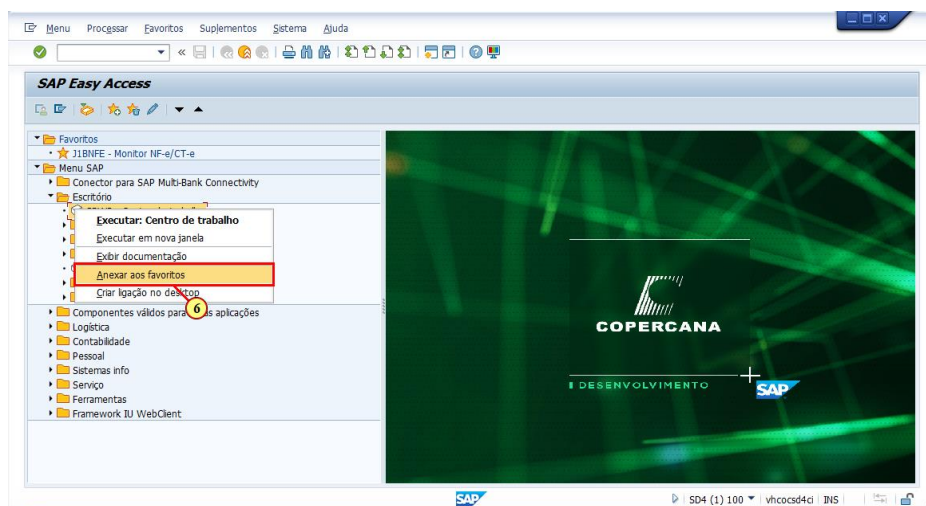 Menu Processar Favoritos Suplementos Sistema Ajuda
SAP Easy Access
Favoritos
J1BNFE - Monitor NF-e/CT-e
Menu SAP
Conector para SAP Multi-Bank Connectivity
Escritório
Executar: Centro de trabalho
Executar em nova janela
Exibir documentação
Anexar aos favoritos
Criar ligação no desktop
6
Componentes válidos para as aplicações
Logística
Contabilidade
Pessoal
Sistemas info
Serviço
Ferramentas
Framework IU WebClient
COPERCANA
DESENVOLVIMENTO
SAP
SAP
SD4 (1) 100 vhcocsd4ci INS